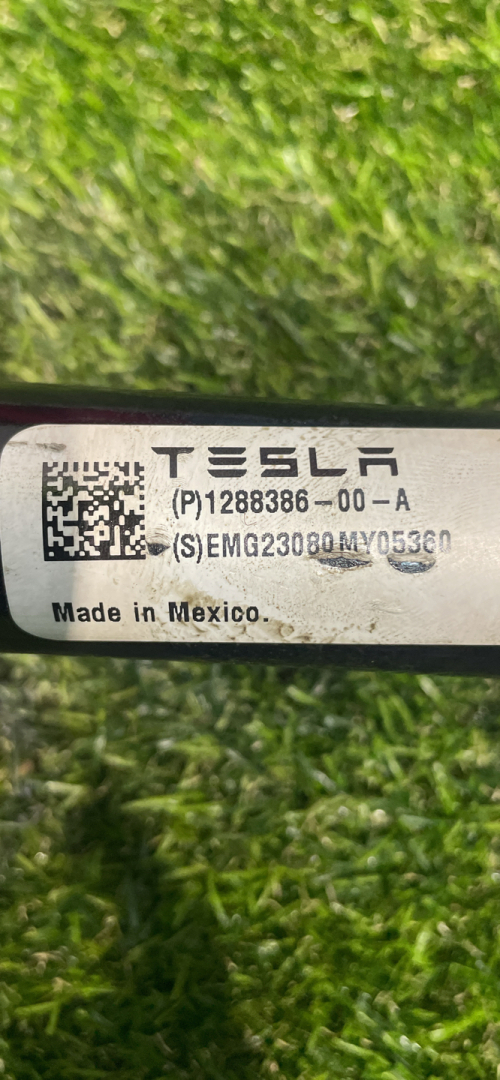 TESLA
(P)1288386-00-A
(S)EMG23080MY05360
Made in Mexico.